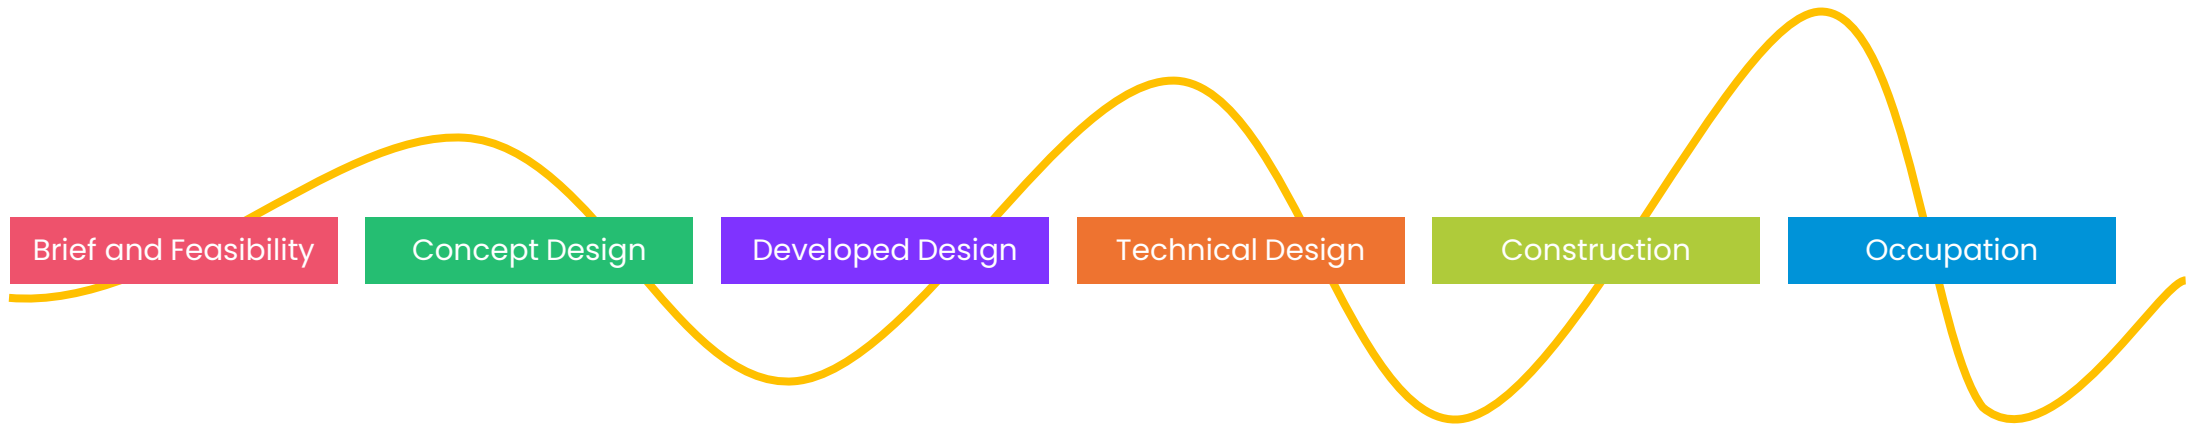 Brief and Feasibility
Concept Design
Developed Design
Technical Design
Construction
Occupation